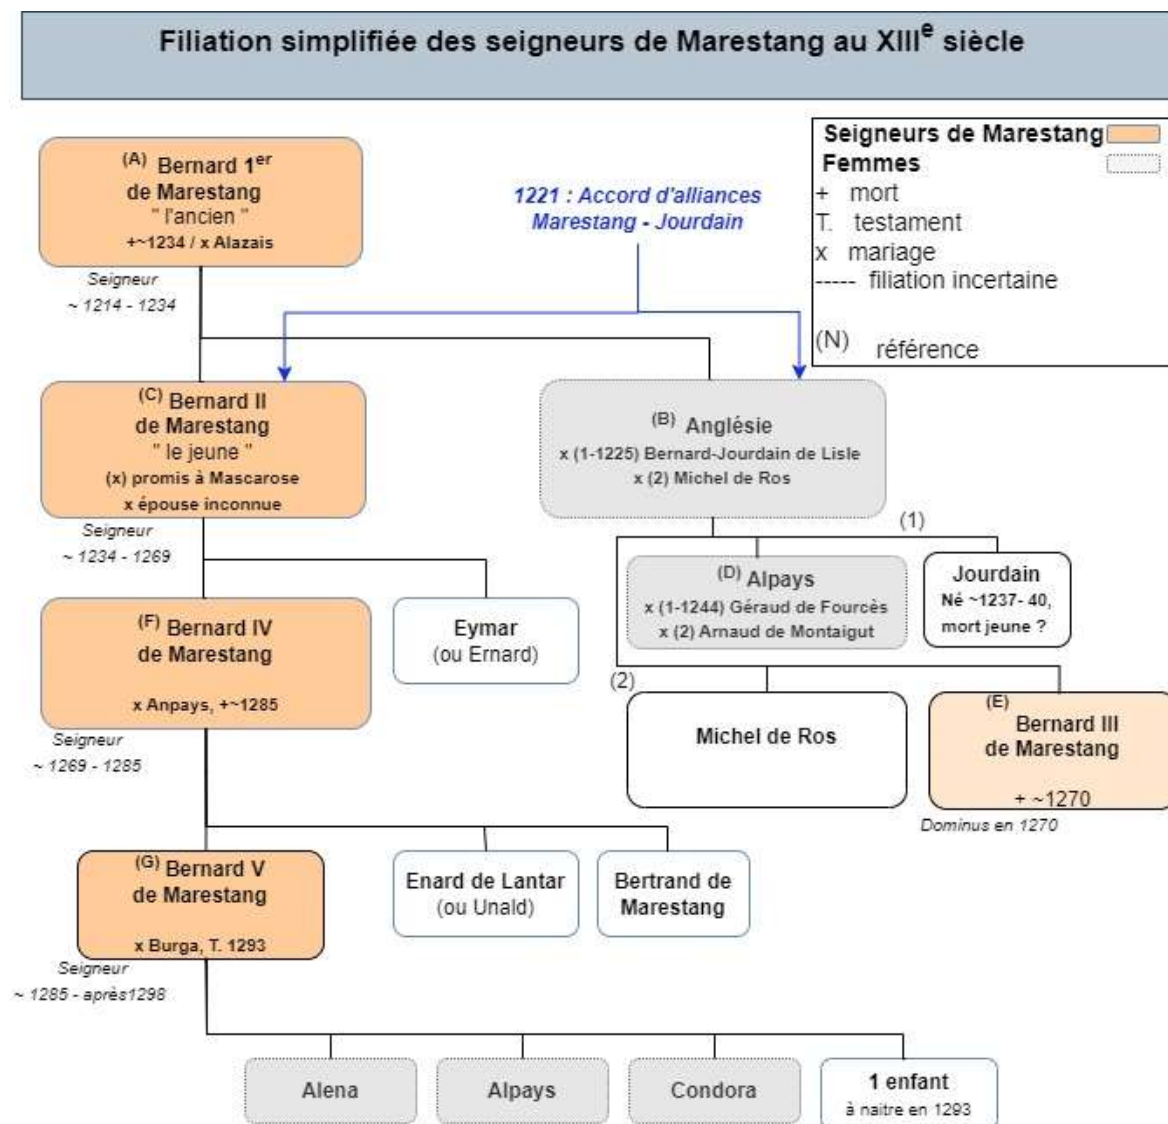 Filiation simplifiée des seigneurs de Marestang au XIIIe siècle
Seigneurs de Marestang
Femmes
+ mort
T. testament
x mariage
----- filiation incertaine
(N) référence
(A) Bernard 1er
de Marestang
" l'ancien "
+~1234 / x Alazais
Seigneur
~ 1214 - 1234
1221 : Accord d'alliances
Marestang - Jourdain
(C) Bernard II
de Marestang
" le jeune "
(x) promis à Mascarose
x épouse inconnue
Seigneur
~ 1234 - 1269
(B) Anglésie
x (1-1225) Bernard-Jourdain de Lisle
x (2) Michel de Ros
(1)
(D) Alpays
x (1-1244) Géraud de Fourcès
x (2) Arnaud de Montaigut
Jourdain
Né ~1237- 40,
mort jeune ?
(F) Bernard IV
de Marestang
x Anpays, +~1285
Seigneur
~ 1269 - 1285
Eymar
(ou Ernard)
(2)
Michel de Ros
(E)
Bernard III
de Marestang
+ ~1270
Dominus en 1270
(G) Bernard V
de Marestang
x Burga, T. 1293
Seigneur
~ 1285 - après1298
Enard de Lantar
(ou Unald)
Bertrand de
Marestang
Alena
Alpays
Condora
1 enfant
à naitre en 1293